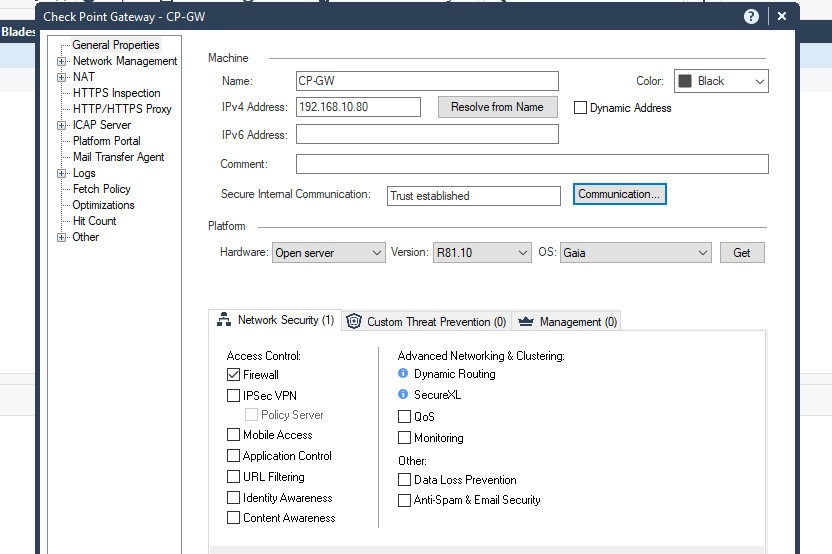 Check Point Gateway - CP-GW
?
Blades
General Properties
Network Management
NAT
HTTPS Inspection
HTTP/HTTPS Proxy
ICAP Server
Platform Portal
Mail Transfer Agent
Logs
Fetch Policy
Optimizations
Hit Count
Other
Machine
Name: CP-GW Color: Black
IPv4 Address: 192.168.10.80 Resolve from Name Dynamic Address
IPv6 Address:
Comment:
Secure Internal Communication: Trust established Communication...
Platform
Hardware: Open server Version: R81.10 OS: Gaia Get
Network Security (1) Custom Threat Prevention (0) Management (0)
Access Control:
Firewall
IPSec VPN
Policy Server
Mobile Access
Application Control
URL Filtering
Identity Awareness
Content Awareness
Advanced Networking & Clustering:
Dynamic Routing
SecureXL
QoS
Monitoring
Other:
Data Loss Prevention
Anti-Spam & Email Security